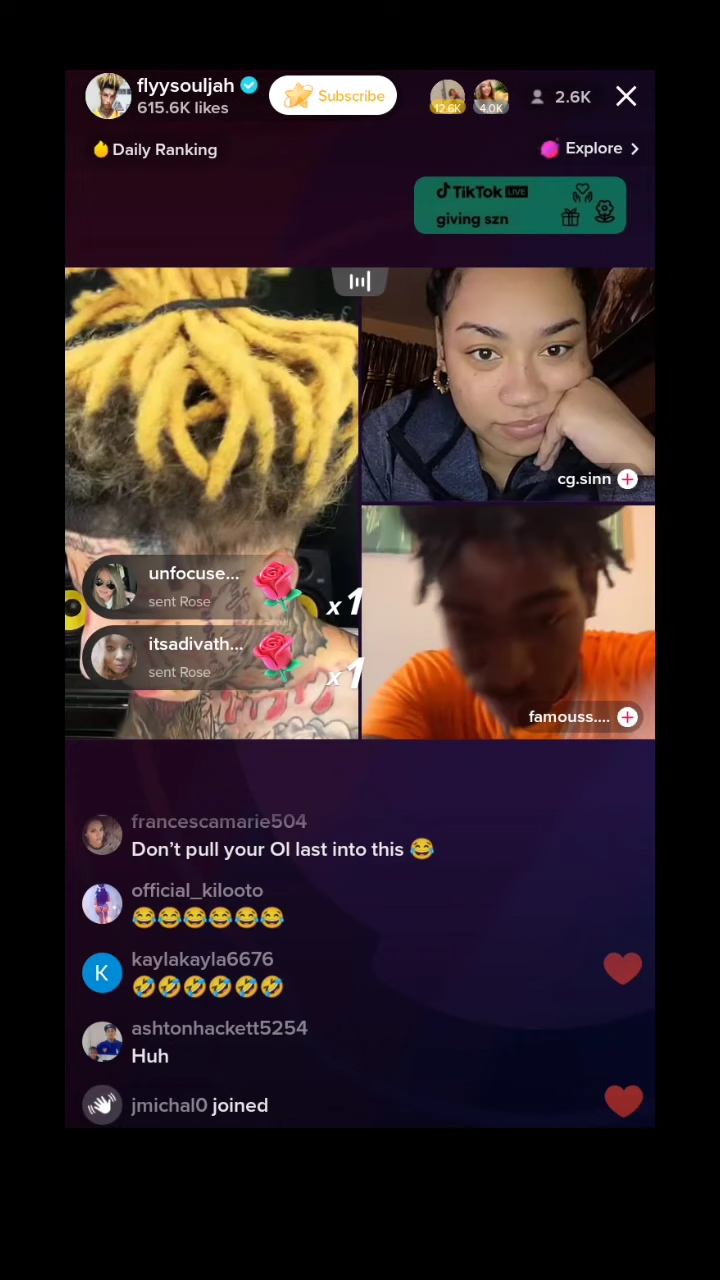 flyysouljah
615.6K likes
Subscribe
12.6K
4.0K
2.6K
Daily Ranking
Explore
TikTok LIVE
giving szn
cg.sinn
unfocuse...
sent Rose
x1
itsadivath...
sent Rose
x1
famouss....
francescamarie504
Don't pull your OI last into this 😂
official_kilooto
😂😂😂😂😂😂
K
kaylakayla6676
🤣🤣🤣🤣🤣🤣
ashtonhackett5254
Huh
jmichal0 joined